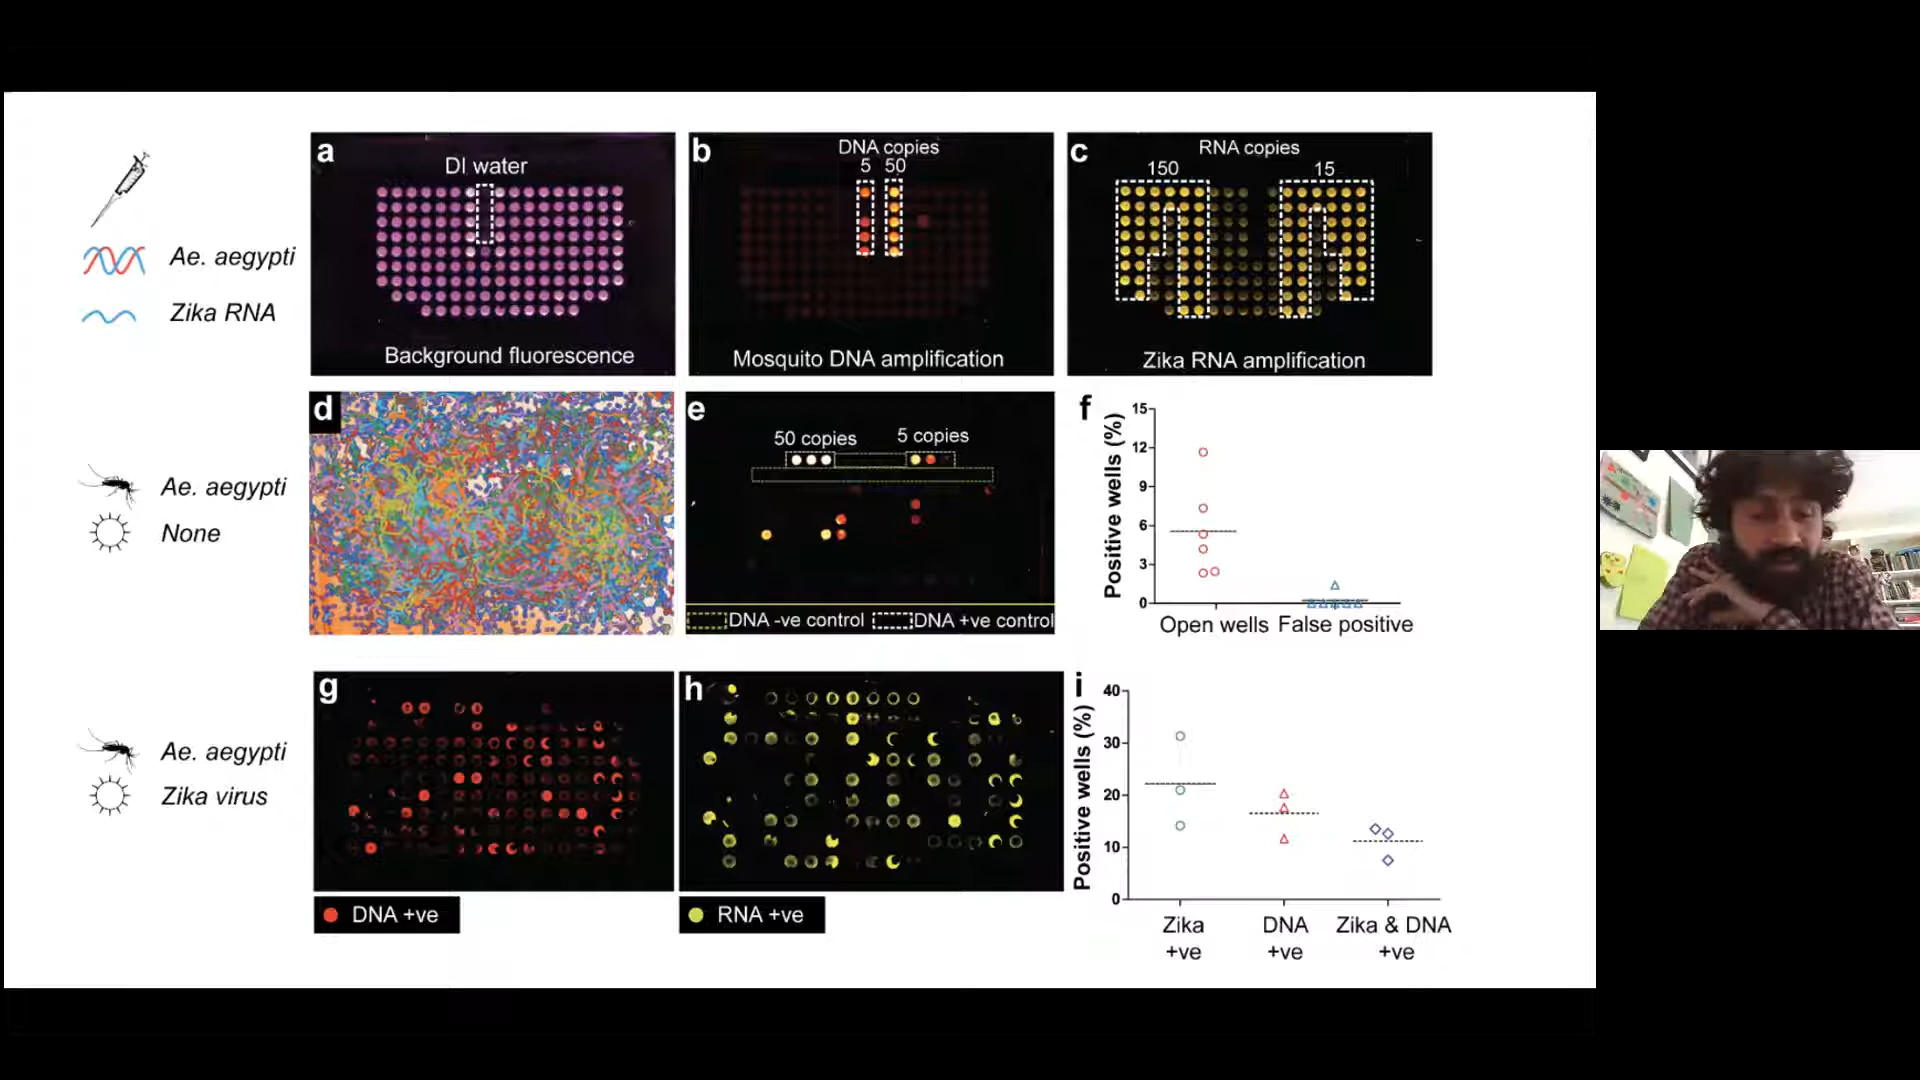 Ae. aegypti
Zika RNA
a
DI water
Background fluorescence
b
DNA copies
5 50
Mosquito DNA amplification
c
RNA copies
150 15
Zika RNA amplification
Ae. aegypti
None
d
e
50 copies 5 copies
DNA -ve control DNA +ve control
f
Positive wells (%)
15
12
9
6
3
0
Open wells False positive
Ae. aegypti
Zika virus
g
DNA +ve
h
RNA +ve
i
Positive wells (%)
40
30
20
10
0
Zika +ve
DNA +ve
Zika & DNA +ve